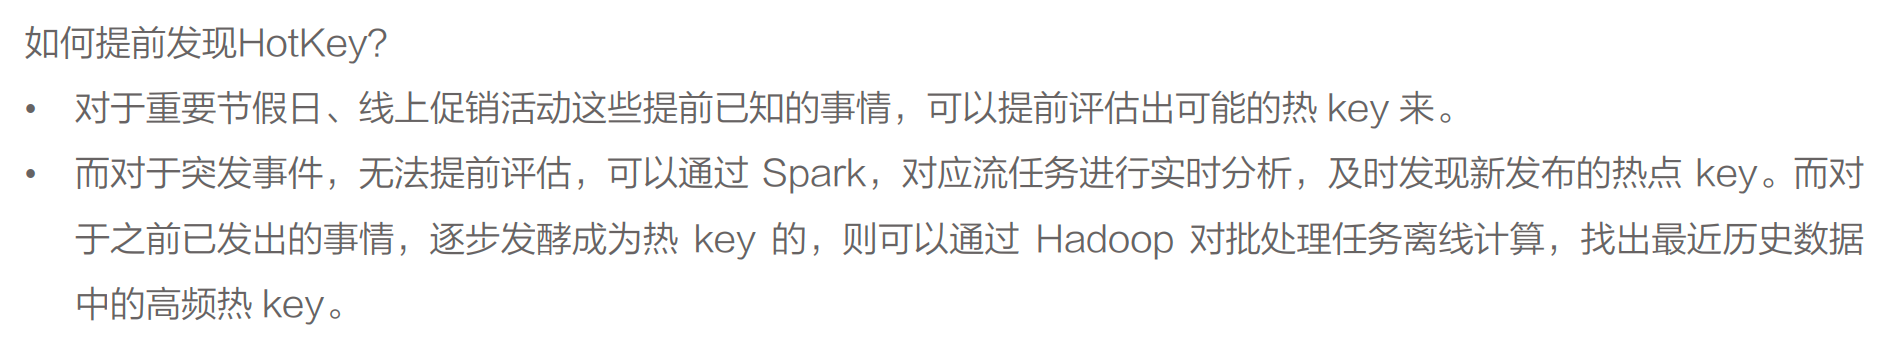 如何提前发现HotKey？
• 对于重要节假日、线上促销活动这些提前已知的事情，可以提前评估出可能的热 key 来。
• 而对于突发事件，无法提前评估，可以通过 Spark，对应流任务进行实时分析，及时发现新发布的热点 key。而对
于之前已发出的事情，逐步发酵成为热 key 的，则可以通过 Hadoop 对批处理任务离线计算，找出最近历史数据
中的高频热 key。